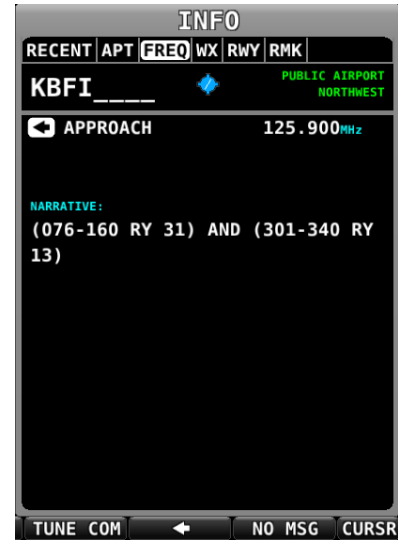 INFO
RECENT APT FREQ WX RWY RMK
KBFI____ PUBLIC AIRPORT
NORTHWEST
APPROACH 125.900MHz
NARRATIVE:
(076-160 RY 31) AND (301-340 RY
13)
TUNE COM NO MSG CURSR